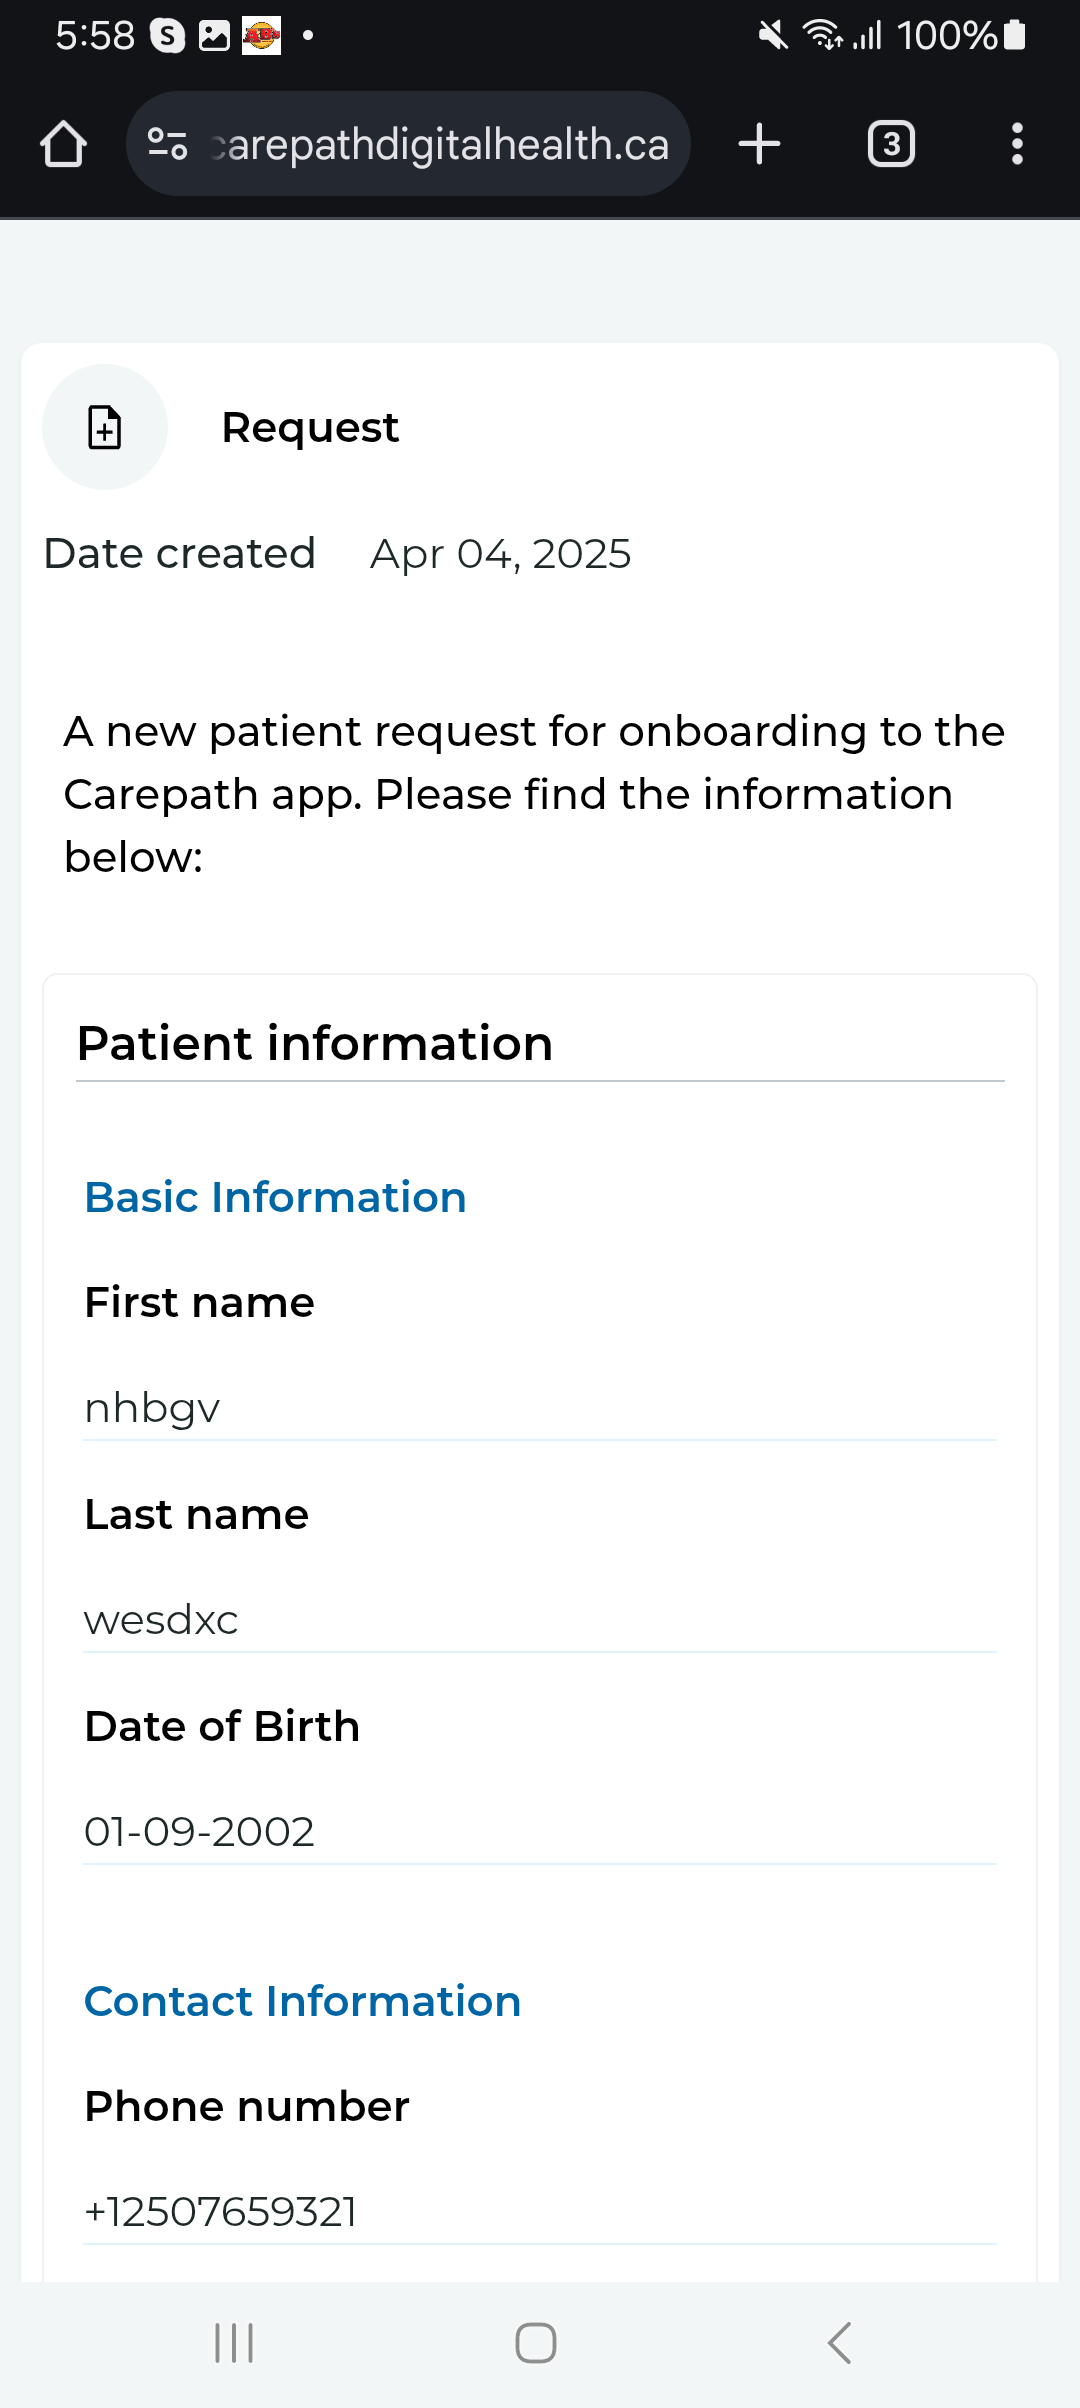 5:58
100%
carepathdigitalhealth.ca
3
Request
Date created Apr 04, 2025
A new patient request for onboarding to the
Carepath app. Please find the information
below:
Patient information
Basic Information
First name
nhbgv
Last name
wesdxc
Date of Birth
01-09-2002
Contact Information
Phone number
+12507659321